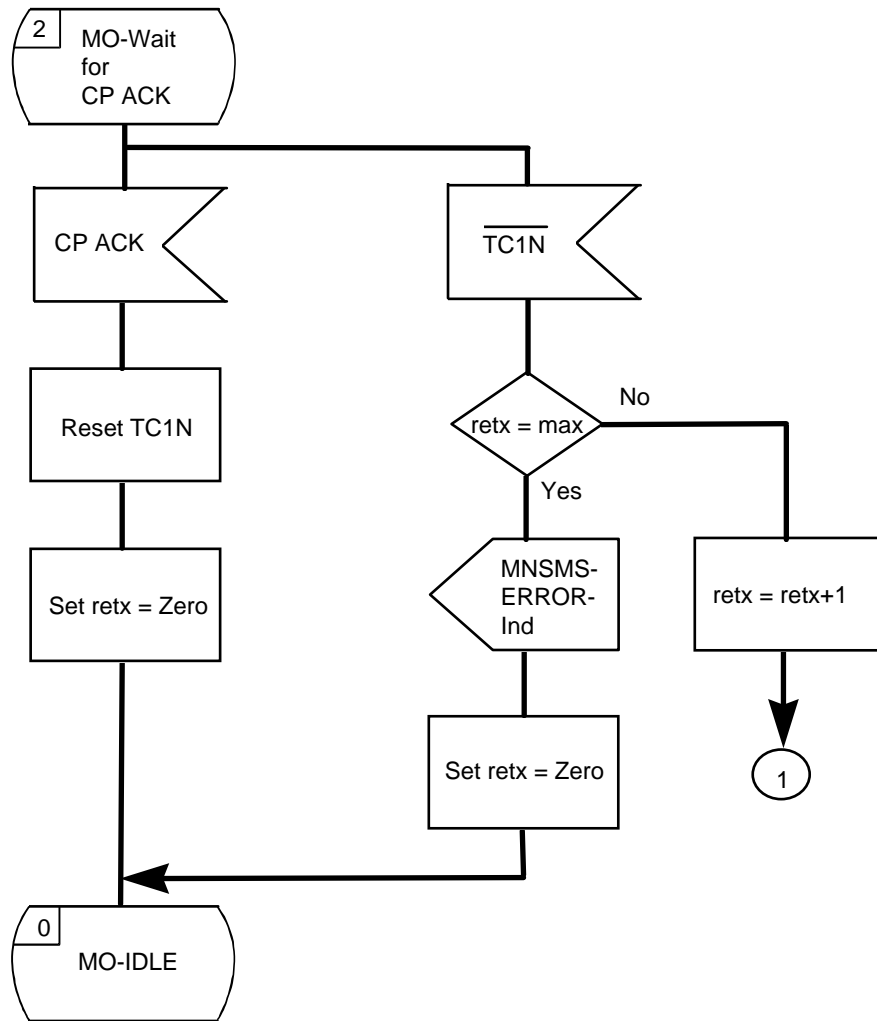 2
MO-Wait
for
CP ACK
CP ACK
TC1N
Reset TC1N
retx = max
No
Yes
Set retx = Zero
MNSMS-
ERROR-
Ind
retx = retx+1
Set retx = Zero
1
0
MO-IDLE